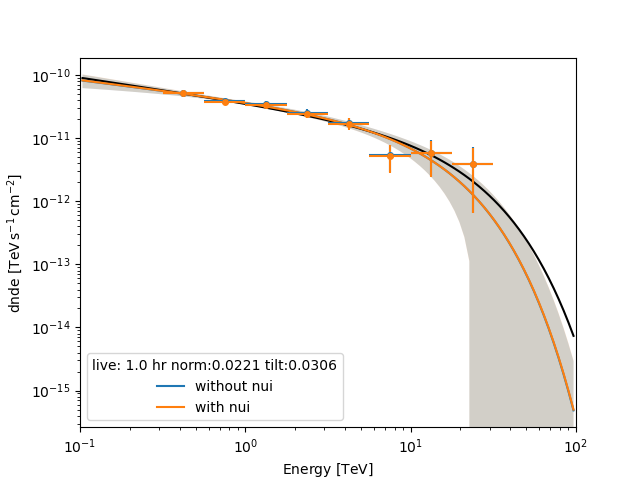 10⁻¹⁰
10⁻¹¹
10⁻¹²
10⁻¹³
10⁻¹⁴
10⁻¹⁵
dnde [TeV s⁻¹ cm⁻²]
live: 1.0 hr norm:0.0221 tilt:0.0306
without nui
with nui
10⁻¹ 10⁰ 10¹ 10²
Energy [TeV]